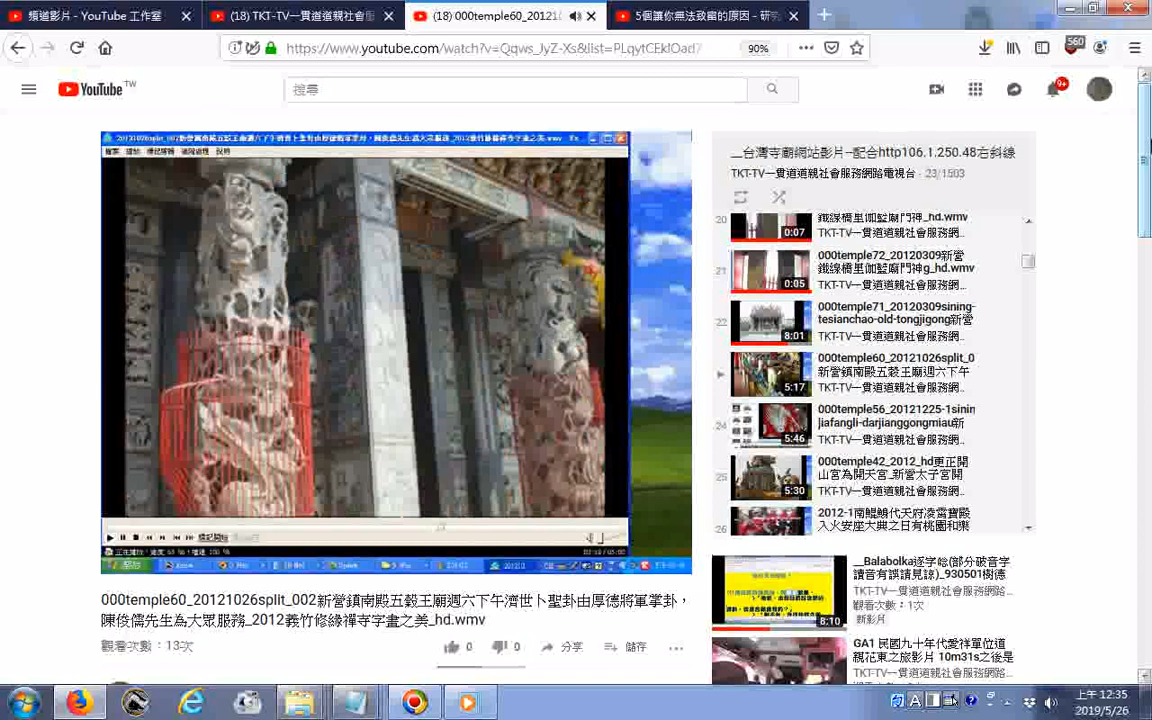 頻道影片 - YouTube 工作室
(18) TKT-TV一貫道道親社會
(18) 000temple60_20121
5個讓你無法致富的原因 - 研
https://www.youtube.com/watch?v=Qqws_JyZ-Xs&list=PLqytCEklOad7
90%
560
YouTube TW
搜尋
9+
__台灣寺廟網站影片--配合http106.1.250.48右斜線
TKT-TV一貫道道親社會服務網路電視台 - 23/1503
20
鐵線橋里伽藍廟門神_hd.wmv
0:07
TKT-TV一貫道道親社會服務網...
21
000temple72_20120309新營
鐵線橋里伽藍廟門神g_hd.wmv
0:05
TKT-TV一貫道道親社會服務網...
22
000temple71_20120309sining-
tesianchao-old-tongjigong新營
8:01
TKT-TV一貫道道親社會服務網...
000temple60_20121026split_0
新營鎮南殿五穀王廟週六下午
5:17
TKT-TV一貫道道親社會服務網...
24
000temple56_20121225-1sinin
jiafangli-darjianggongmiau新
5:46
TKT-TV一貫道道親社會服務網...
25
000temple42_2012_hd更正開
山宮為開天宮_新營太子宮開
5:30
TKT-TV一貫道道親社會服務網...
26
2012-1南鯤鯓代天府凌霄寶殿
入火安座大典之日有桃園和樂
000temple60_20121026split_002新營鎮南殿五穀王廟週六下午濟世卜聖卦由厚德將軍掌卦，
陳俊儒先生為大眾服務_2012義竹修緣禪寺字畫之美_hd.wmv
觀看次數：13次
0
0
分享
儲存
__Balabolka逐字唸(部分破音字
讀音有誤請見諒)_930501樹德
TKT-TV一貫道道親社會服務網...
觀看次數：1次
新影片
8:10
GA1 民國九十年代愛祥單位道
親花東之旅影片 10m31s之後是
TKT-TV一貫道道親社會服務網...
上午 12:35
2019/5/26